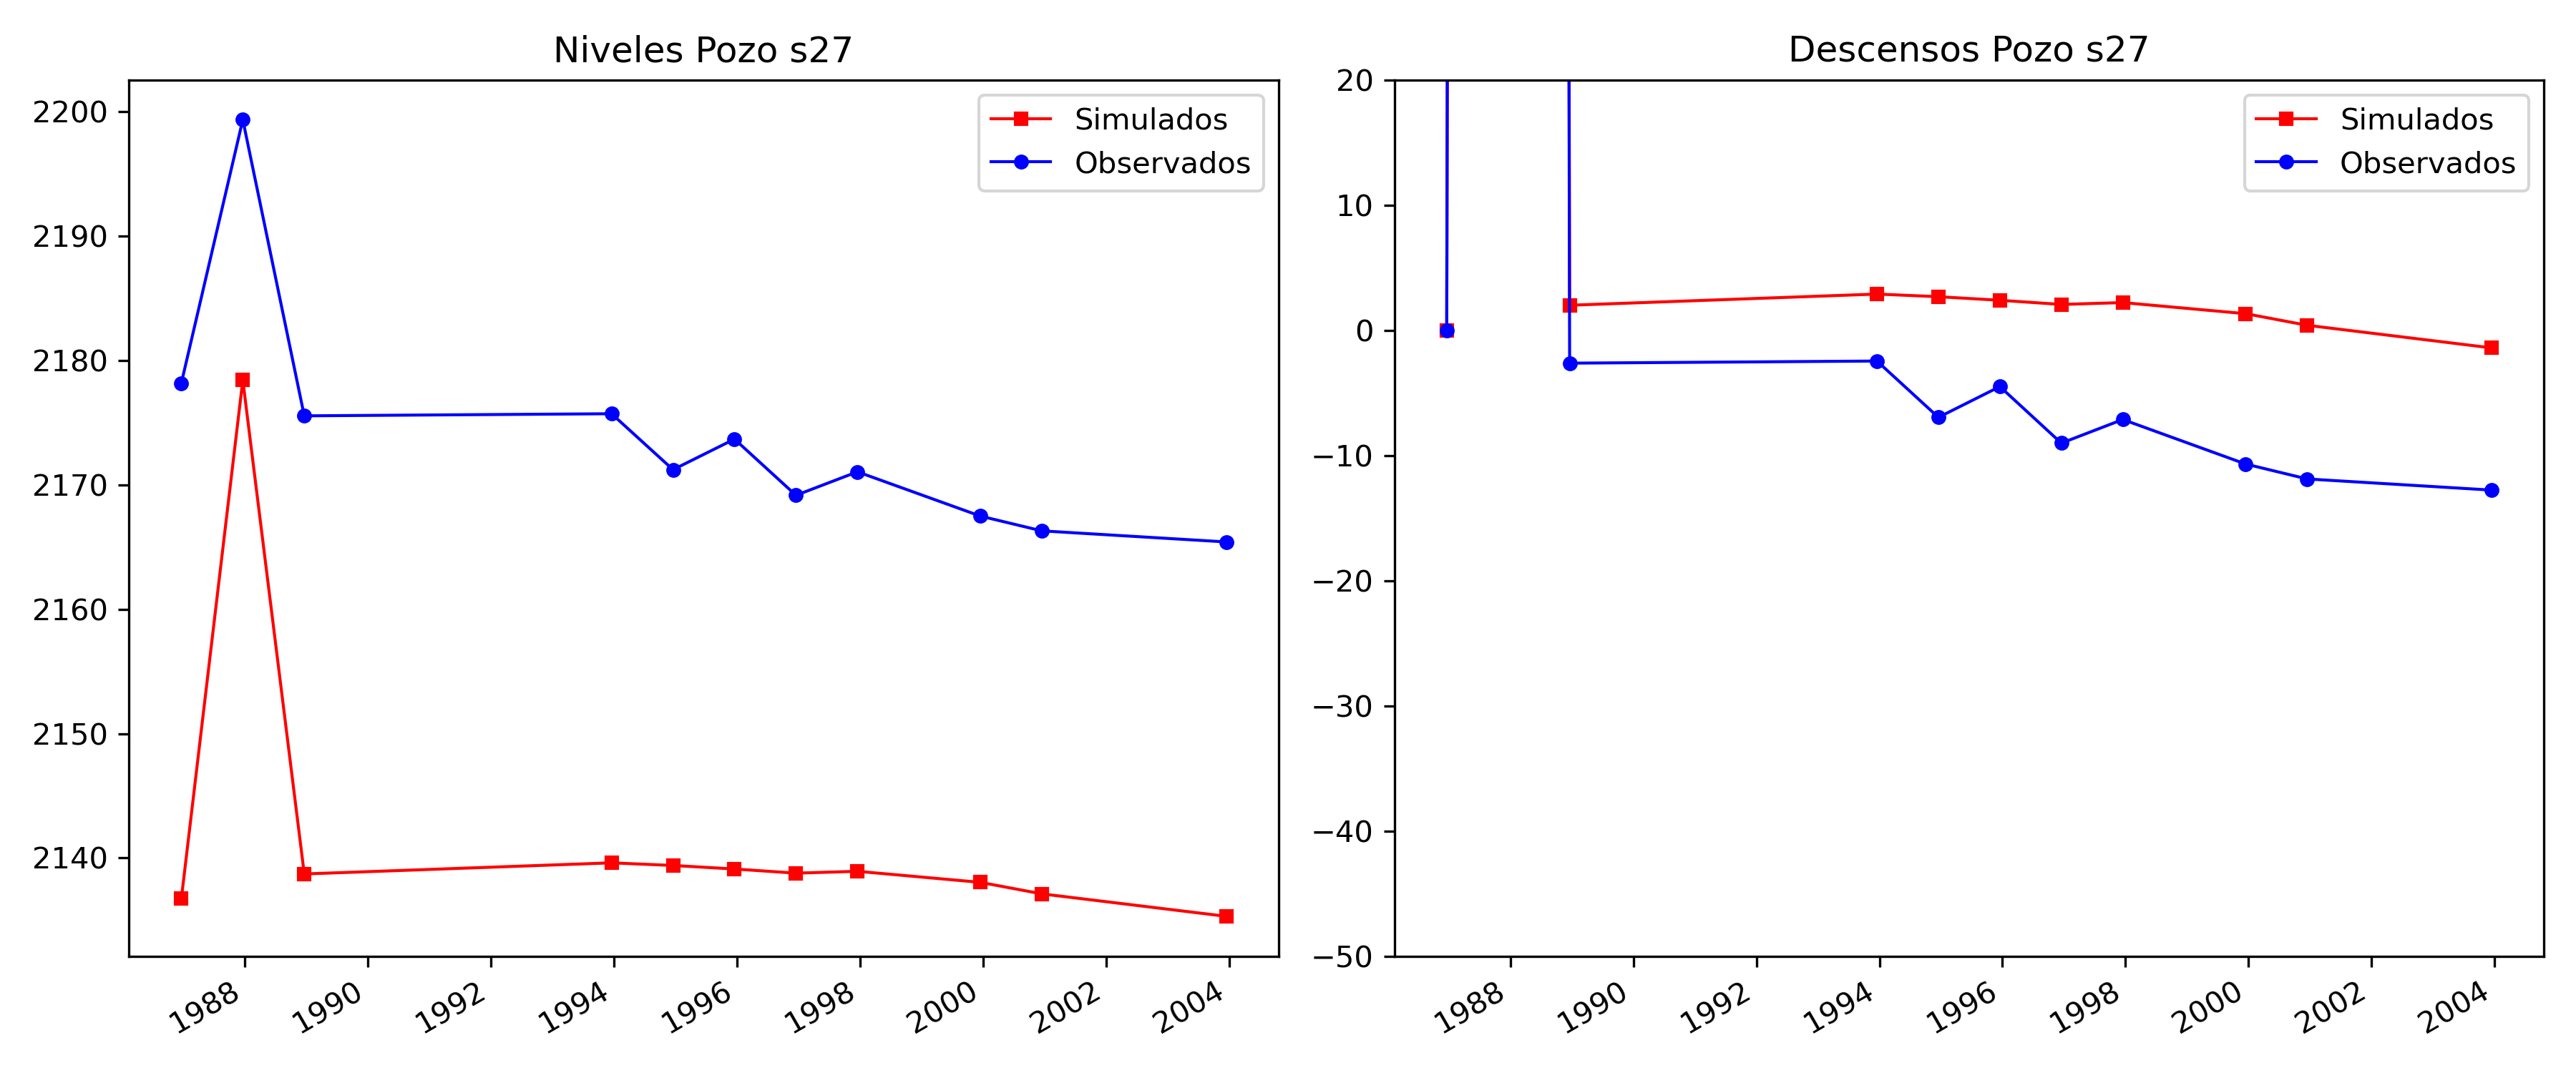 Niveles Pozo s27
2200
2190
2180
2170
2160
2150
2140
Simulados
Observados
1988 1990 1992 1994 1996 1998 2000 2002 2004
Descensos Pozo s27
20
10
0
−10
−20
−30
−40
−50
Simulados
Observados
1988 1990 1992 1994 1996 1998 2000 2002 2004